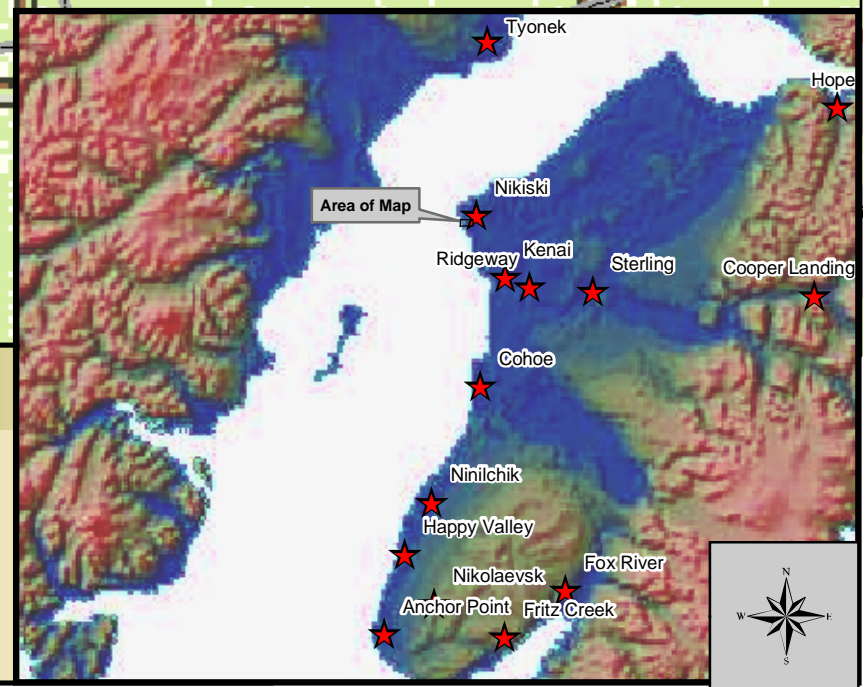 Tyonek
Hope
Nikiski
Area of Map
Ridgeway
Kenai
Sterling
Cooper Landing
Cohoe
Ninilchik
Happy Valley
Nikolaevsk
Fox River
Anchor Point
Fritz Creek
N
W
E
S